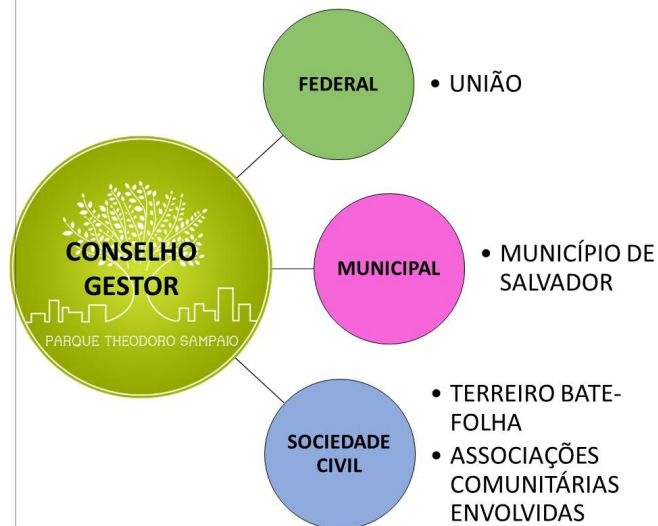 FEDERAL
• UNIÃO
CONSELHO
GESTOR
PARQUE THEODORO SAMPAIO
MUNICIPAL
• MUNICÍPIO DE
SALVADOR
SOCIEDADE
CIVIL
• TERREIRO BATE-
FOLHA
• ASSOCIAÇÕES
COMUNITÁRIAS
ENVOLVIDAS